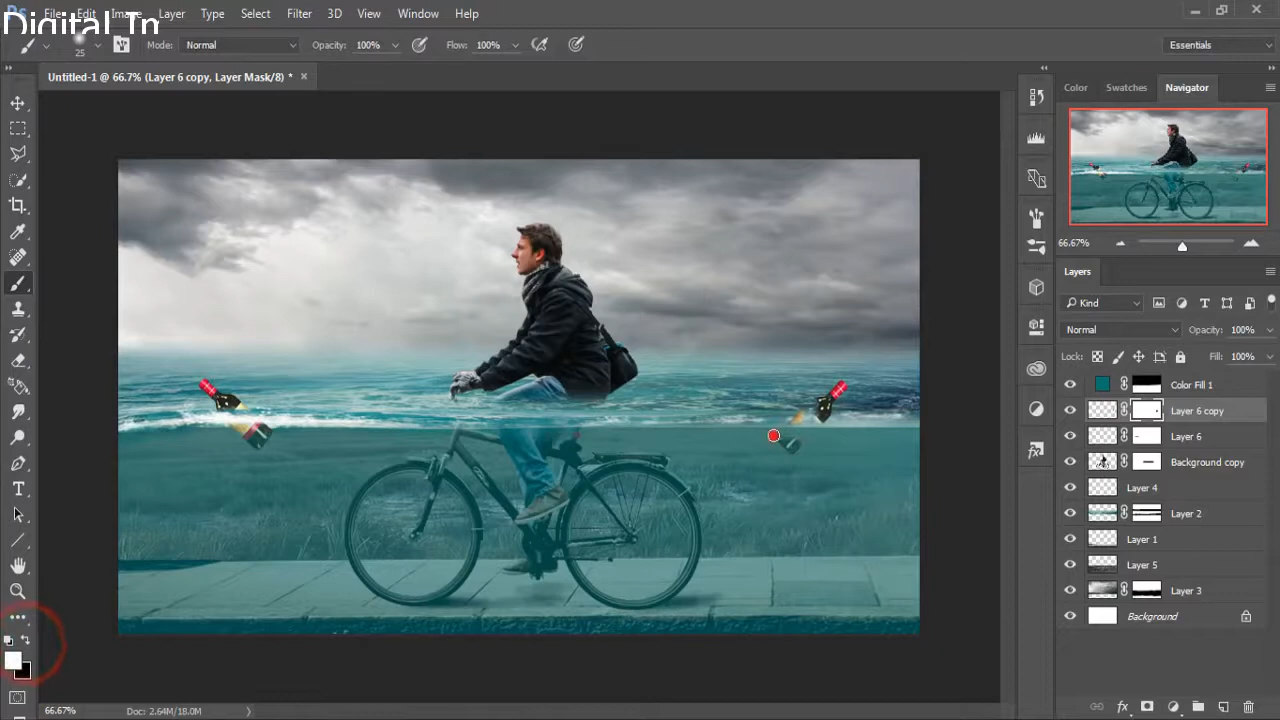 Digital Tm
Ps File Edit Image Layer Type Select Filter 3D View Window Help
25 Mode: Normal Opacity: 100% Flow: 100% Essentials
Untitled-1 @ 66.7% (Layer 6 copy, Layer Mask/8) *
Color Swatches Navigator
66.67%
Layers
Kind
Normal Opacity: 100%
Lock: Fill: 100%
Color Fill 1
Layer 6 copy
Layer 6
Background copy
Layer 4
Layer 2
Layer 1
Layer 5
Layer 3
Background
66.67% Doc: 2.64M/18.0M